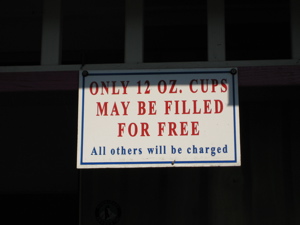 ONLY 12 OZ. CUPS
MAY BE FILLED
FOR FREE
All others will be charged